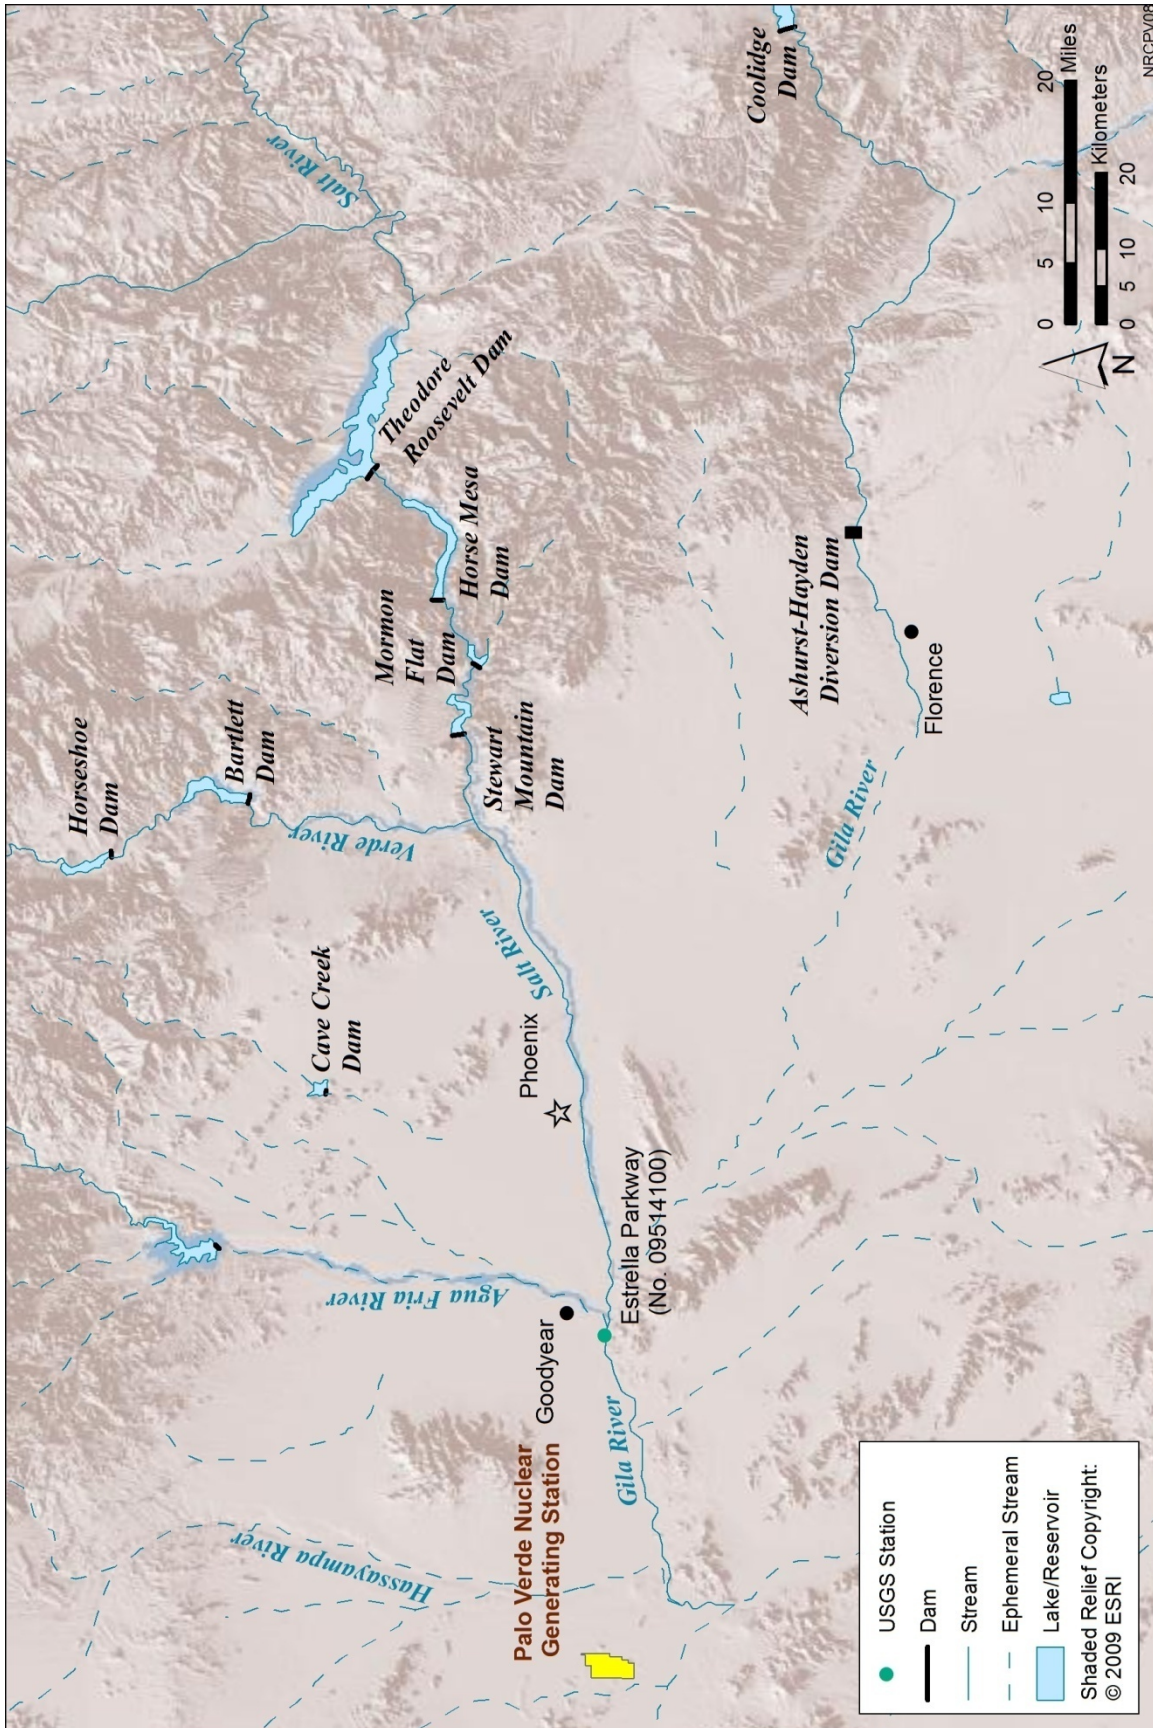 Horseshoe
Dam
Bartlett
Dam
Verde River
Salt River
Theodore
Roosevelt Dam
Mormon
Flat
Dam
Horse Mesa
Dam
Stewart
Mountain
Dam
Cave Creek
Dam
Salt River
Phoenix
Agua Fria River
Goodyear
Estrella Parkway
(No. 09514100)
Hassayampa River
Palo Verde Nuclear
Generating Station
Gila River
Gila River
Ashurst-Hayden
Diversion Dam
Florence
Coolidge
Dam
USGS Station
Dam
Stream
Ephemeral Stream
Lake/Reservoir
Shaded Relief Copyright:
© 2009 ESRI
N
0 5 10 20
Miles
Kilometers
0 5 10 20
NRCPV08